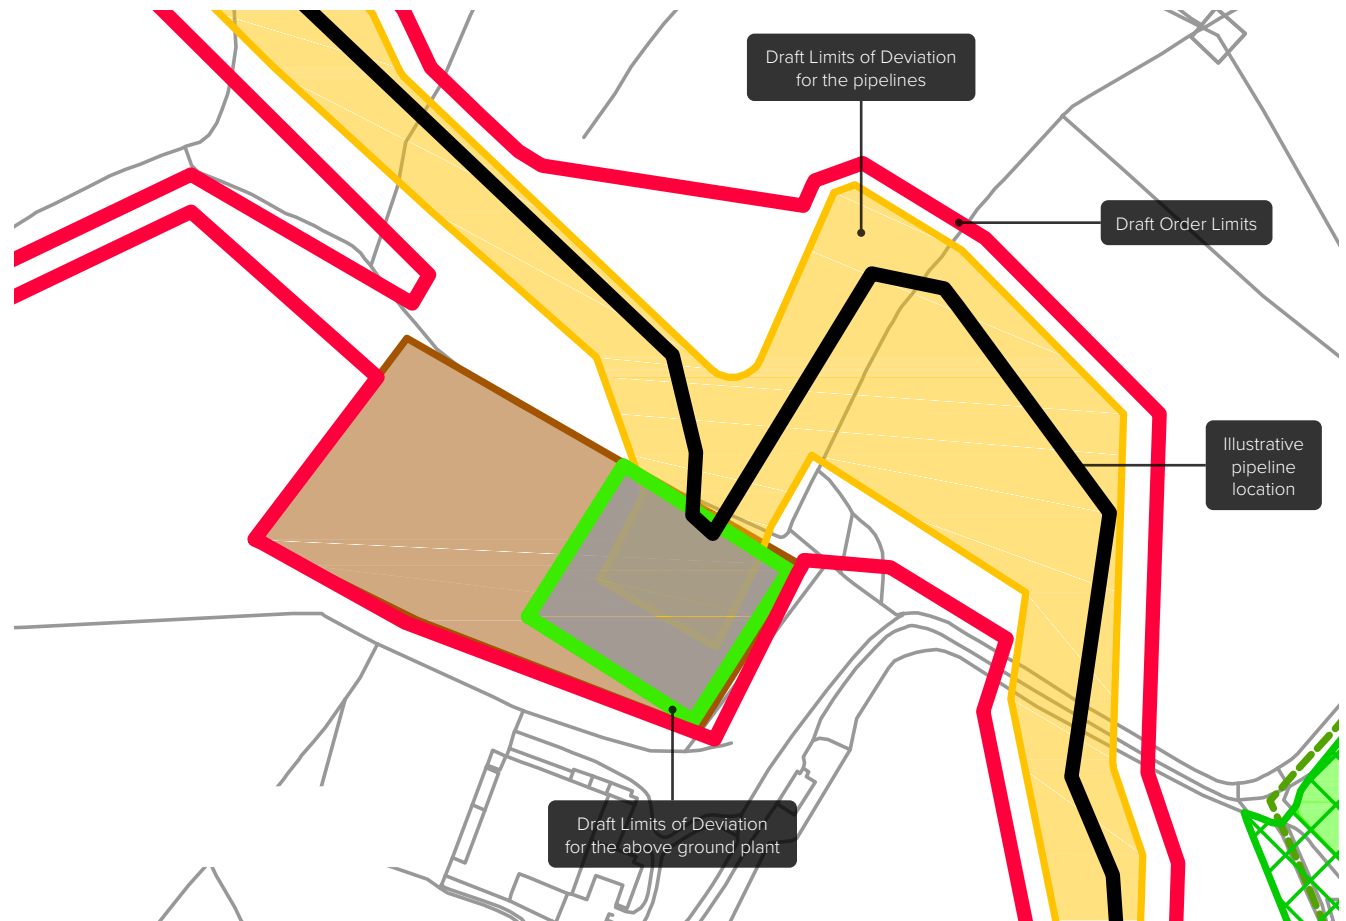 Draft Limits of Deviation
for the pipelines
Draft Order Limits
Illustrative
pipeline
location
Draft Limits of Deviation
for the above ground plant